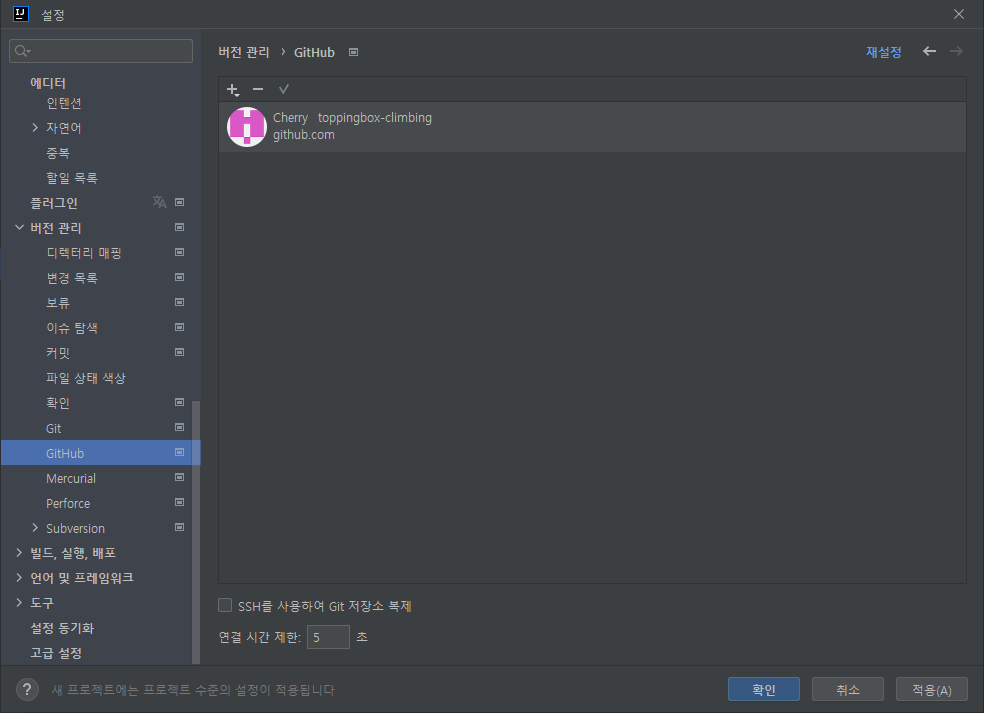 설정
버전 관리 › GitHub 재설정
에디터
인텐션
자연어
중복
할일 목록
플러그인
버전 관리
디렉터리 매핑
변경 목록
보류
이슈 탐색
커밋
파일 상태 색상
확인
Git
GitHub
Mercurial
Perforce
Subversion
빌드, 실행, 배포
언어 및 프레임워크
도구
설정 동기화
고급 설정
Cherry toppingbox-climbing
github.com
SSH를 사용하여 Git 저장소 복제
연결 시간 제한: 5 초
? 새 프로젝트에는 프로젝트 수준의 설정이 적용됩니다
확인 취소 적용(A)